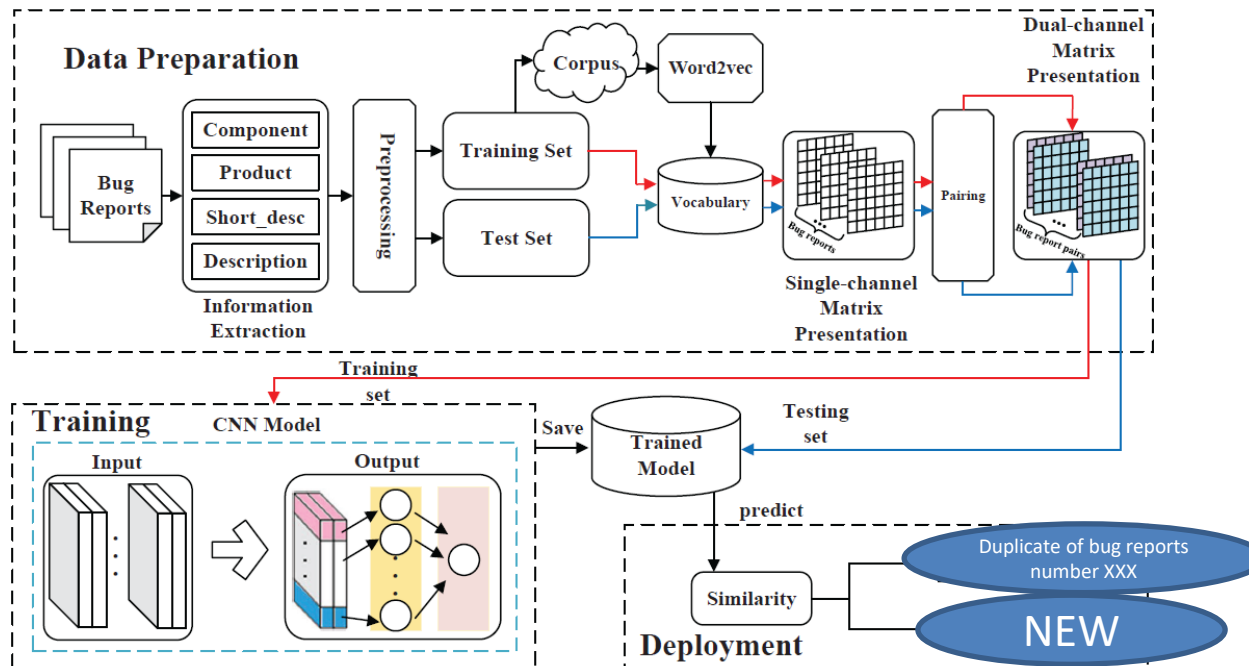 Data Preparation
Bug
Reports
Component
Product
Short_desc
Description
Information
Extraction
Preprocessing
Corpus
Word2vec
Training Set
Test Set
Vocabulary
...
Bug reports
Single-channel
Matrix
Presentation
Pairing
Dual-channel
Matrix
Presentation
...
Bug report pairs
Training
set
Training
CNN Model
Input
Output
Save
Trained
Model
Testing
set
predict
Similarity
Deployment
Duplicate of bug reports
number XXX
NEW